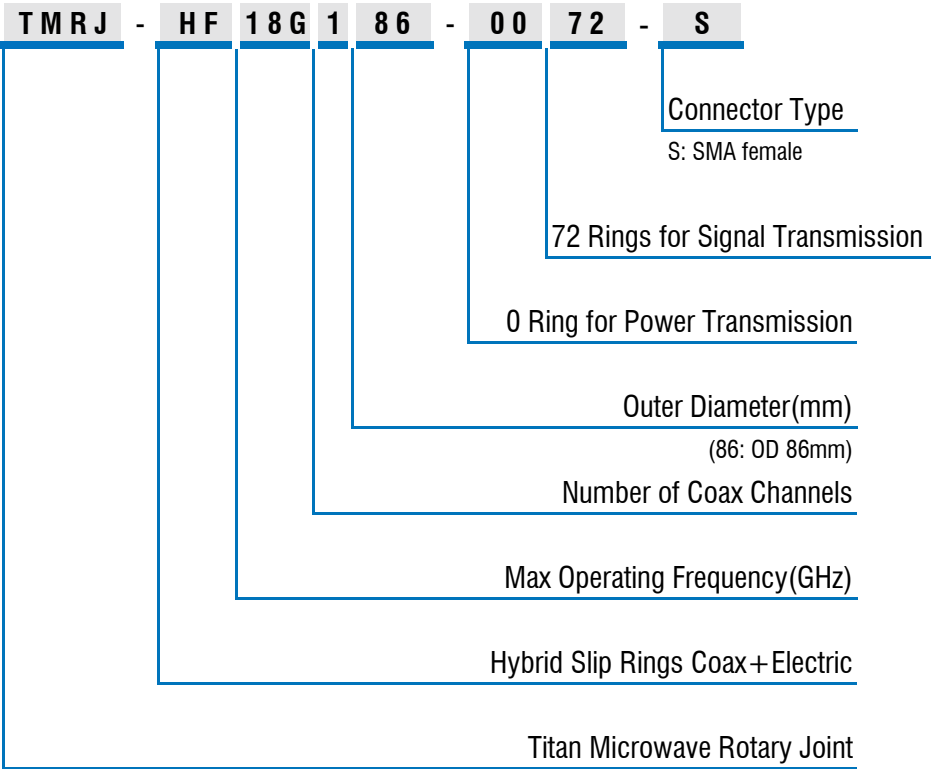 TMRJ - HF 18G 1 86 - 00 72 - S
Connector Type
S: SMA female
72 Rings for Signal Transmission
0 Ring for Power Transmission
Outer Diameter(mm)
(86: OD 86mm)
Number of Coax Channels
Max Operating Frequency(GHz)
Hybrid Slip Rings Coax+Electric
Titan Microwave Rotary Joint